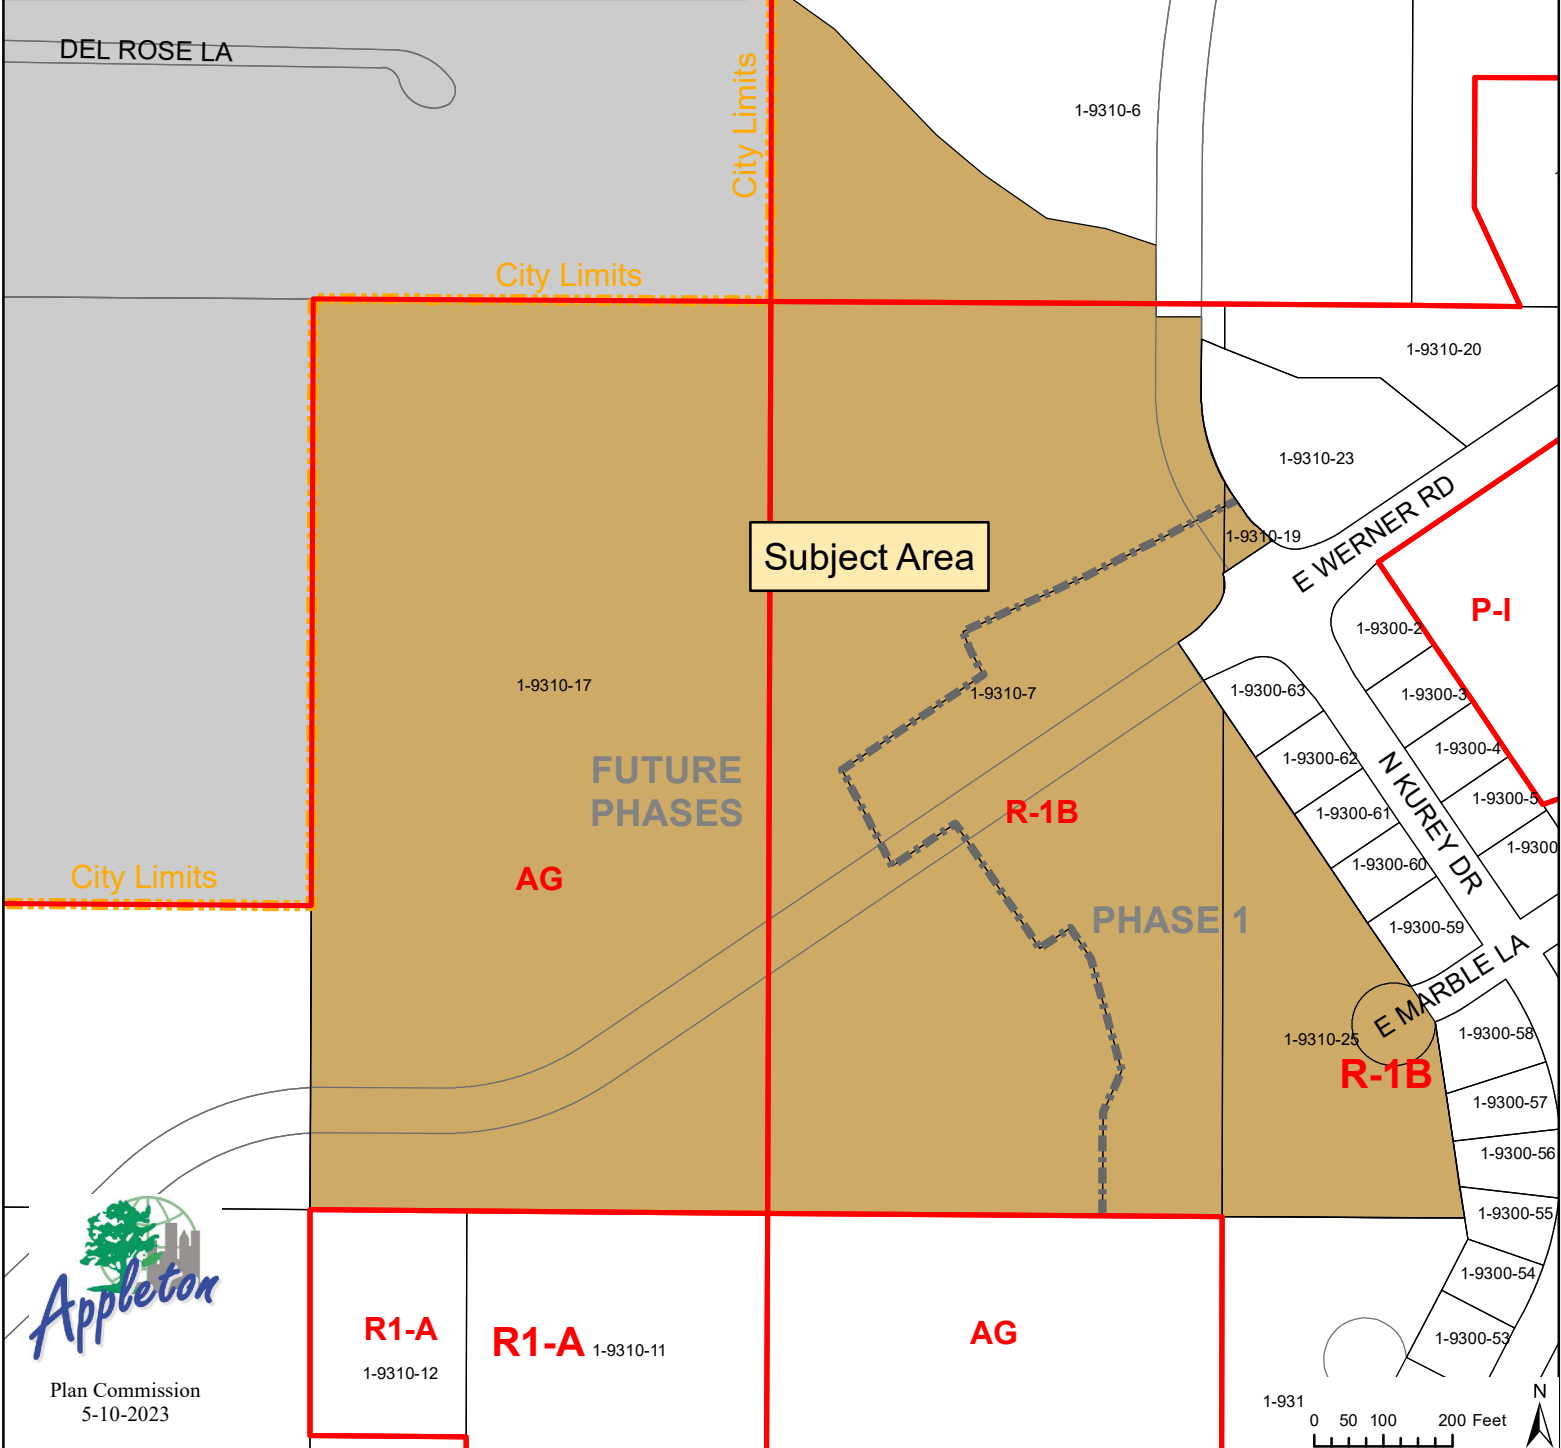 DEL ROSE LA
City Limits
1-9310-6
City Limits
1-9310-20
1-9310-23
E WERNER RD
1-9310-19
Subject Area
P-I
1-9300-2
1-9310-17
1-9310-7
1-9300-63
1-9300-3
1-9300-62
1-9300-4
N KUREY DR
FUTURE
PHASES
R-1B
1-9300-61
1-9300-5
1-9300
1-9300-60
City Limits
AG
PHASE 1
1-9300-59
E MARBLE LA
1-9310-25
1-9300-58
R-1B
1-9300-57
1-9300-56
1-9300-55
1-9300-54
Appleton
R1-A
R1-A
1-9310-11
AG
1-9300-53
1-9310-12
Plan Commission
5-10-2023
1-931
N
0 50 100 200 Feet